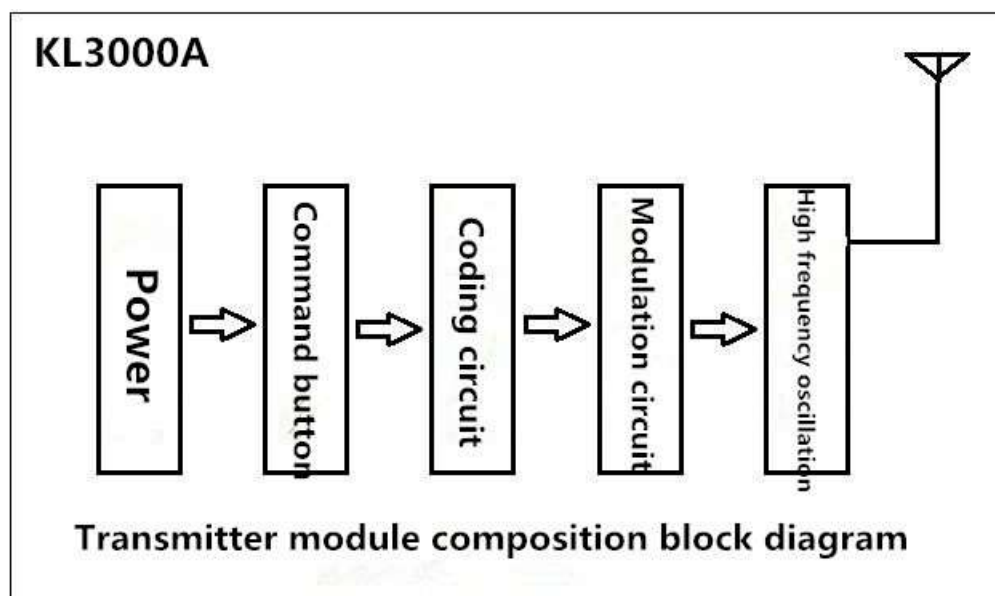 KL3000A
Power
Command button
Coding circuit
Modulation circuit
High frequency oscillation
Transmitter module composition block diagram